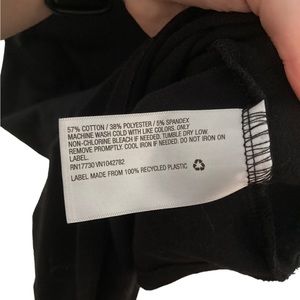 57% COTTON / 38% POLYESTER / 5% SPANDEX
MACHINE WASH COLD WITH LIKE COLORS. ONLY
NON-CHLORINE BLEACH IF NEEDED. TUMBLE DRY LOW.
REMOVE PROMPTLY. COOL IRON IF NEEDED. DO NOT IRON ON
LABEL.
RN17730 VN1042782
LABEL MADE FROM 100% RECYCLED PLASTIC